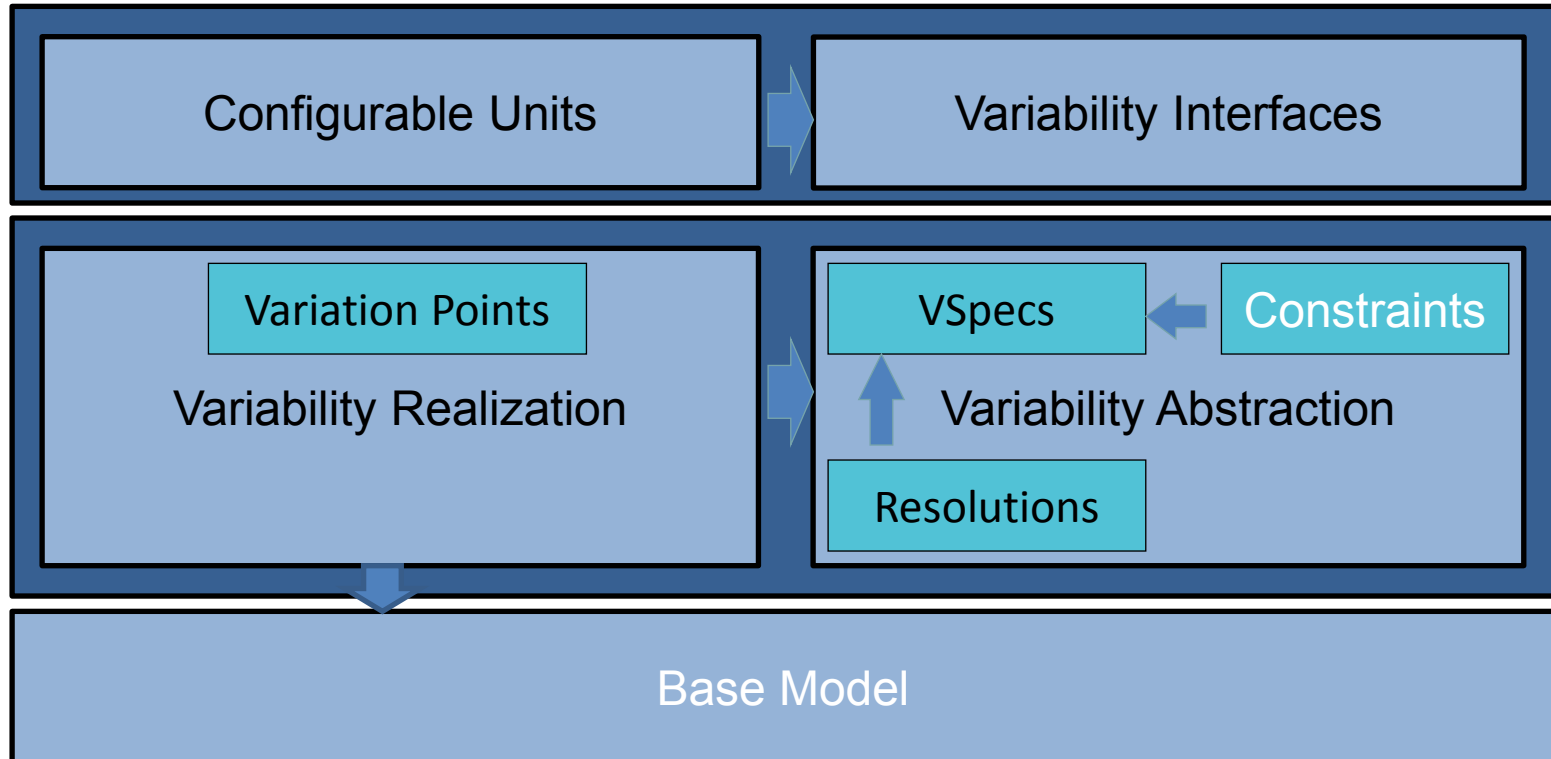 Configurable Units
Variability Interfaces
Variation Points
Variability Realization
VSpecs
Constraints
Variability Abstraction
Resolutions
Base Model